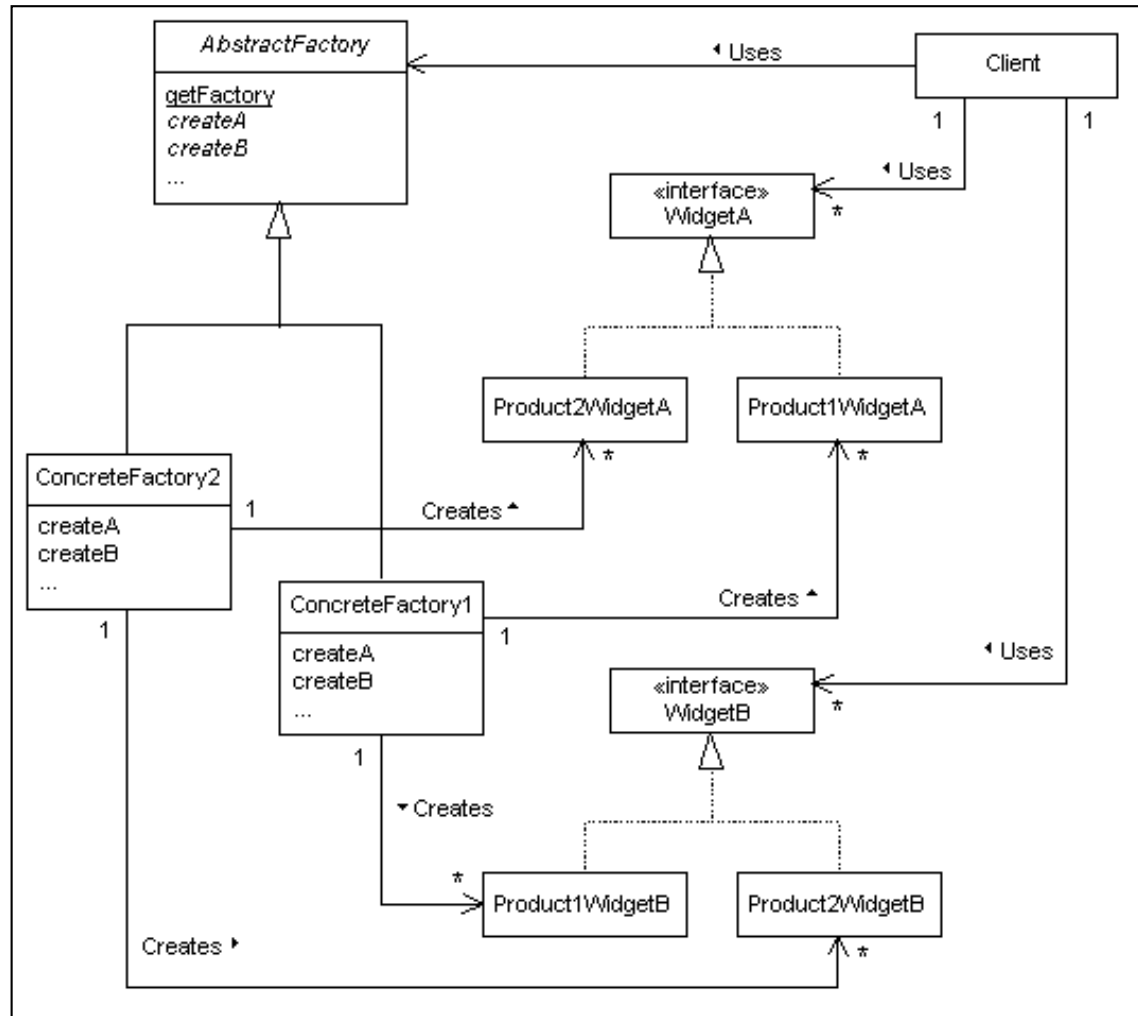 AbstractFactory
getFactory
createA
createB
...
◂ Uses
Client
1
1
◂ Uses
*
«interface»
WidgetA
Product2WidgetA
Product1WidgetA
*
*
ConcreteFactory2
createA
createB
...
1
Creates ▴
1
ConcreteFactory1
createA
createB
...
1
Creates ▴
1
◂ Uses
*
«interface»
WidgetB
▾ Creates
*
Product1WidgetB
Product2WidgetB
Creates ▸
*